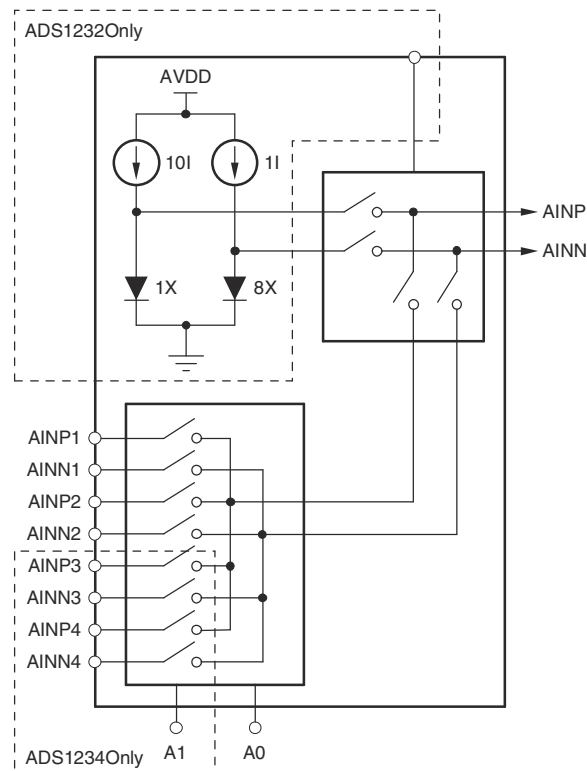 ADS1232Only
AVDD
10I
1I
1X
8X
AINP
AINN
AINP1
AINN1
AINP2
AINN2
AINP3
AINN3
AINP4
AINN4
A1
A0
ADS1234Only